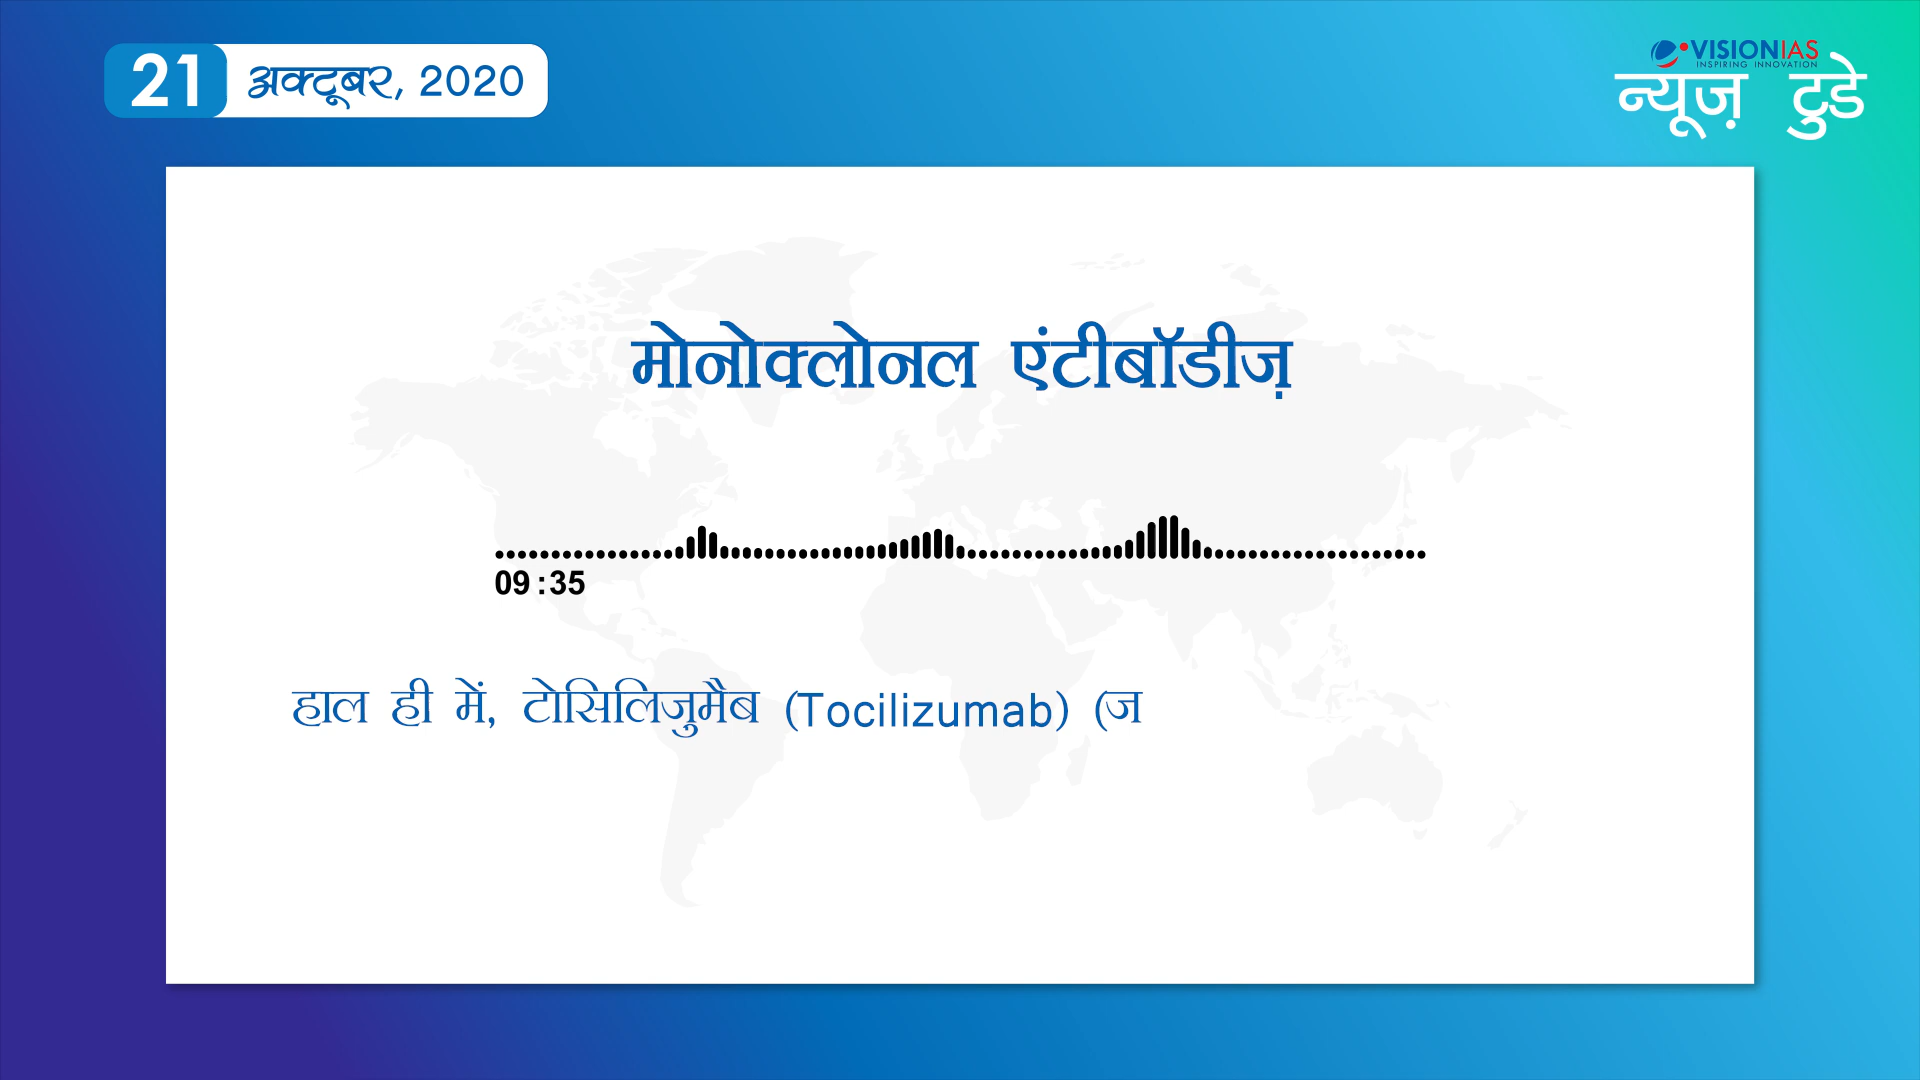 21 अक्टूबर, 2020
VISIONIAS
INSPIRING INNOVATION
न्यूज़ टुडे
मोनोक्लोनल एंटीबॉडीज़
09:35
हाल ही में, टोसिलिजुमैब (Tocilizumab) (ज